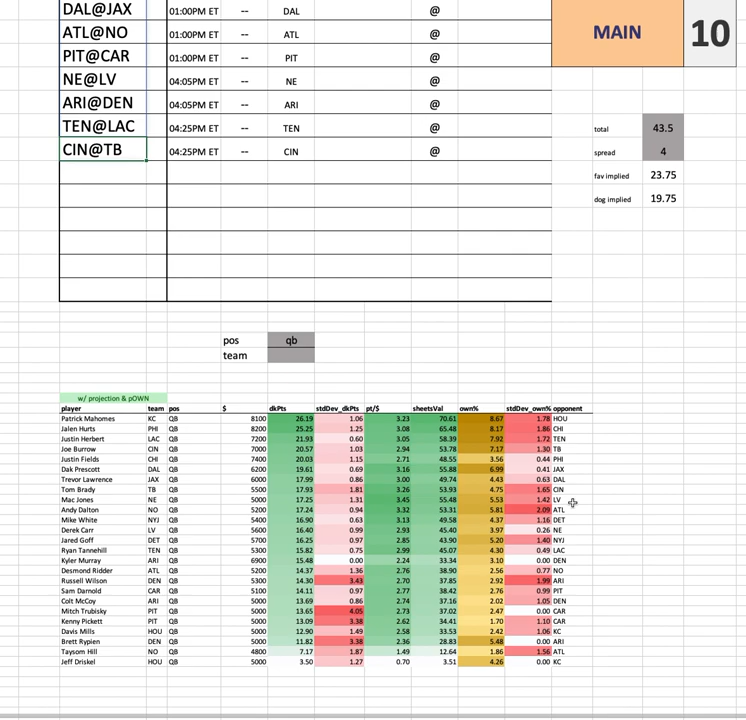 DAL@JAX 01:00PM ET -- DAL @ MAIN 10
ATL@NO 01:00PM ET -- ATL @
PIT@CAR 01:00PM ET -- PIT @
NE@LV 04:05PM ET -- NE @
ARI@DEN 04:05PM ET -- ARI @
TEN@LAC 04:25PM ET -- TEN @ total 43.5
CIN@TB 04:25PM ET -- CIN @ spread 4
fav implied 23.75
dog implied 19.75
pos qb
team
w/ projection & pOWN
player team pos $ dkPts stdDev_dkPts pt/$ sheetsVal own% stdDev_own% opponent
Patrick Mahomes KC QB 8100 26.19 1.06 3.23 70.61 8.67 1.78 HOU
Jalen Hurts PHI QB 8200 25.25 1.25 3.08 65.48 8.17 1.86 CHI
Justin Herbert LAC QB 7200 21.93 0.60 3.05 58.39 7.92 1.72 TEN
Joe Burrow CIN QB 7000 20.57 1.03 2.94 53.78 7.17 1.30 TB
Justin Fields CHI QB 7400 20.03 1.15 2.71 48.55 3.56 0.44 PHI
Dak Prescott DAL QB 6200 19.61 0.69 3.16 55.88 6.99 0.41 JAX
Trevor Lawrence JAX QB 6000 17.99 0.86 3.00 49.74 4.43 0.63 DAL
Tom Brady TB QB 5500 17.93 1.81 3.26 53.93 4.75 1.65 CIN
Mac Jones NE QB 5000 17.25 1.31 3.45 55.48 5.53 1.42 LV
Andy Dalton NO QB 5200 17.24 0.94 3.32 53.31 5.81 2.09 ATL
Mike White NYJ QB 5400 16.90 0.63 3.13 49.58 4.37 1.16 DET
Derek Carr LV QB 5600 16.40 0.99 2.93 45.40 3.97 0.26 NE
Jared Goff DET QB 5700 16.25 0.97 2.85 43.90 5.20 1.40 NYJ
Ryan Tannehill TEN QB 5300 15.82 0.75 2.99 45.07 4.30 0.49 LAC
Kyler Murray ARI QB 6900 15.48 0.00 2.24 33.34 3.10 0.00 DEN
Desmond Ridder ATL QB 5200 14.37 1.36 2.76 38.90 2.56 0.77 NO
Russell Wilson DEN QB 5300 14.30 3.43 2.70 37.85 2.92 1.99 ARI
Sam Darnold CAR QB 5100 14.11 0.97 2.77 38.42 2.76 0.99 PIT
Colt McCoy ARI QB 5000 13.69 0.86 2.74 37.16 2.02 1.05 DEN
Mitch Trubisky PIT QB 5000 13.65 4.05 2.73 37.02 2.47 0.00 CAR
Kenny Pickett PIT QB 5000 13.09 3.38 2.62 34.41 1.70 1.10 CAR
Davis Mills HOU QB 5000 12.90 1.49 2.58 33.53 2.42 1.06 KC
Brett Rypien DEN QB 5000 11.82 3.38 2.36 28.83 5.48 0.00 ARI
Taysom Hill NO QB 4800 7.17 1.87 1.49 12.64 1.86 1.56 ATL
Jeff Driskel HOU QB 5000 3.50 1.27 0.70 3.51 4.26 0.00 KC